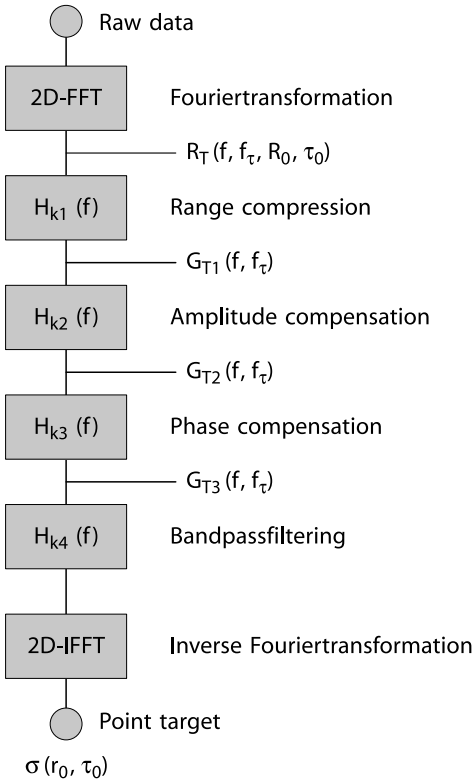 Raw data
2D-FFT Fouriertransformation
R_T (f, f_τ, R_0, τ_0)
H_k1 (f) Range compression
G_T1 (f, f_τ)
H_k2 (f) Amplitude compensation
G_T2 (f, f_τ)
H_k3 (f) Phase compensation
G_T3 (f, f_τ)
H_k4 (f) Bandpassfiltering
2D-IFFT Inverse Fouriertransformation
Point target
σ (r_0, τ_0)